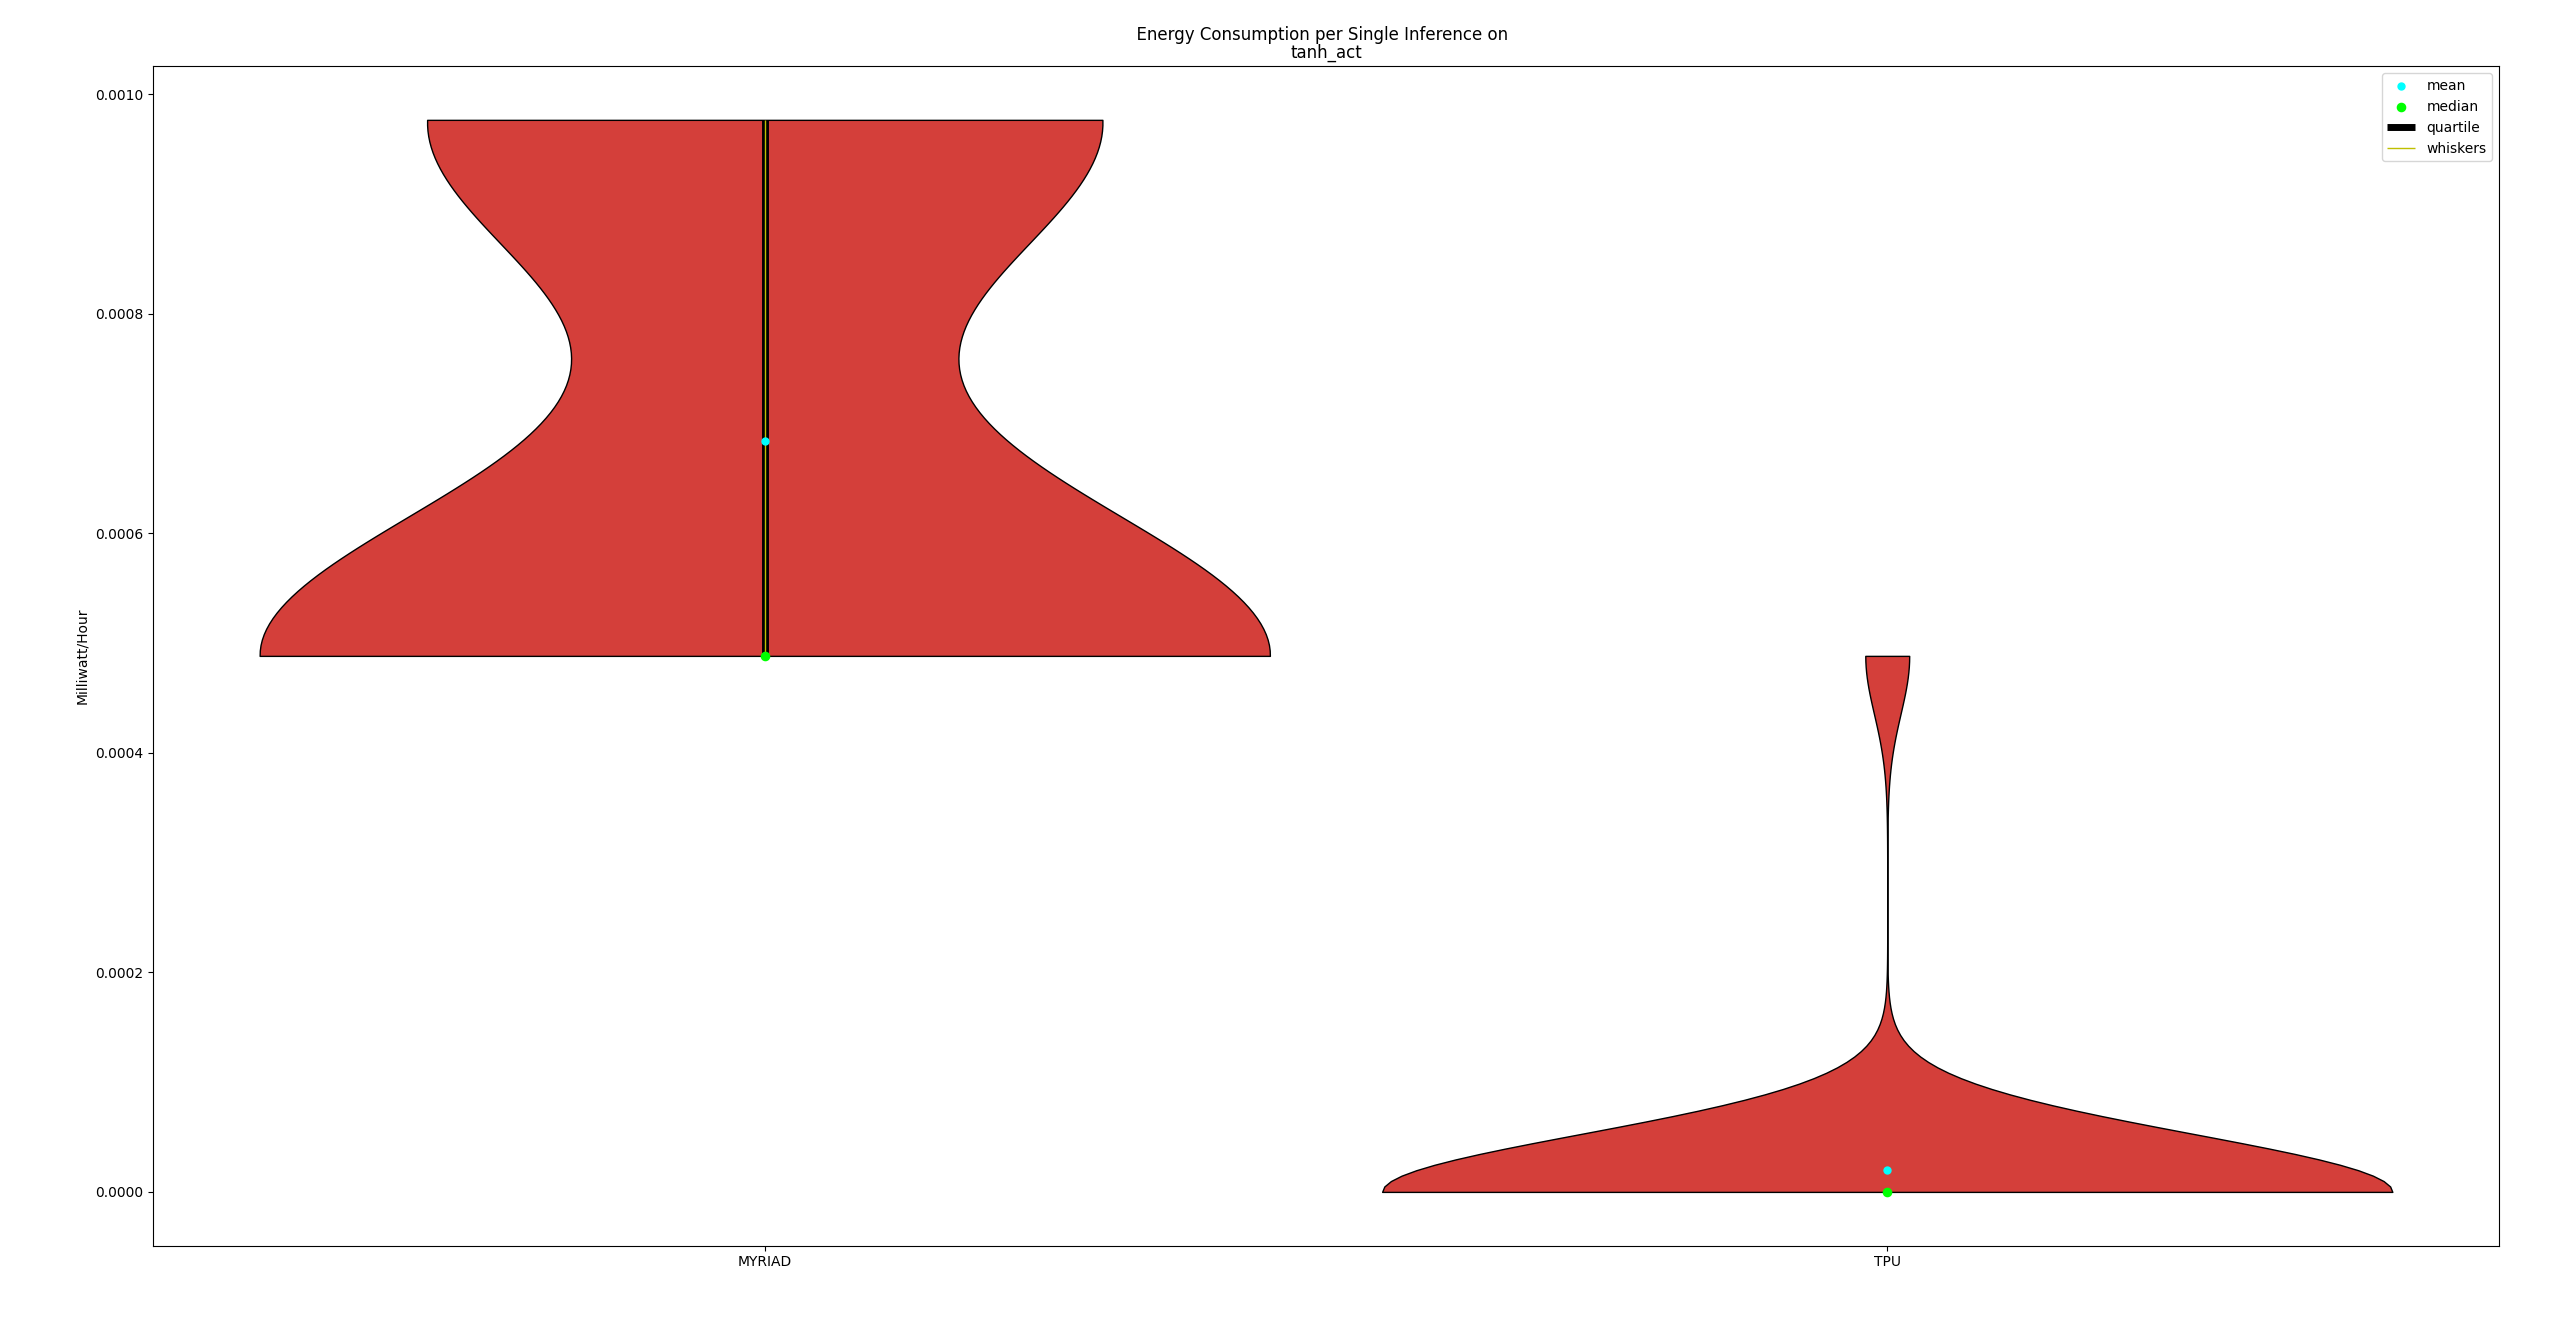 Energy Consumption per Single Inference on
tanh_act
mean
median
quartile
whiskers
0.0010
0.0008
0.0006
0.0004
0.0002
0.0000
Milliwatt/Hour
MYRIAD
TPU